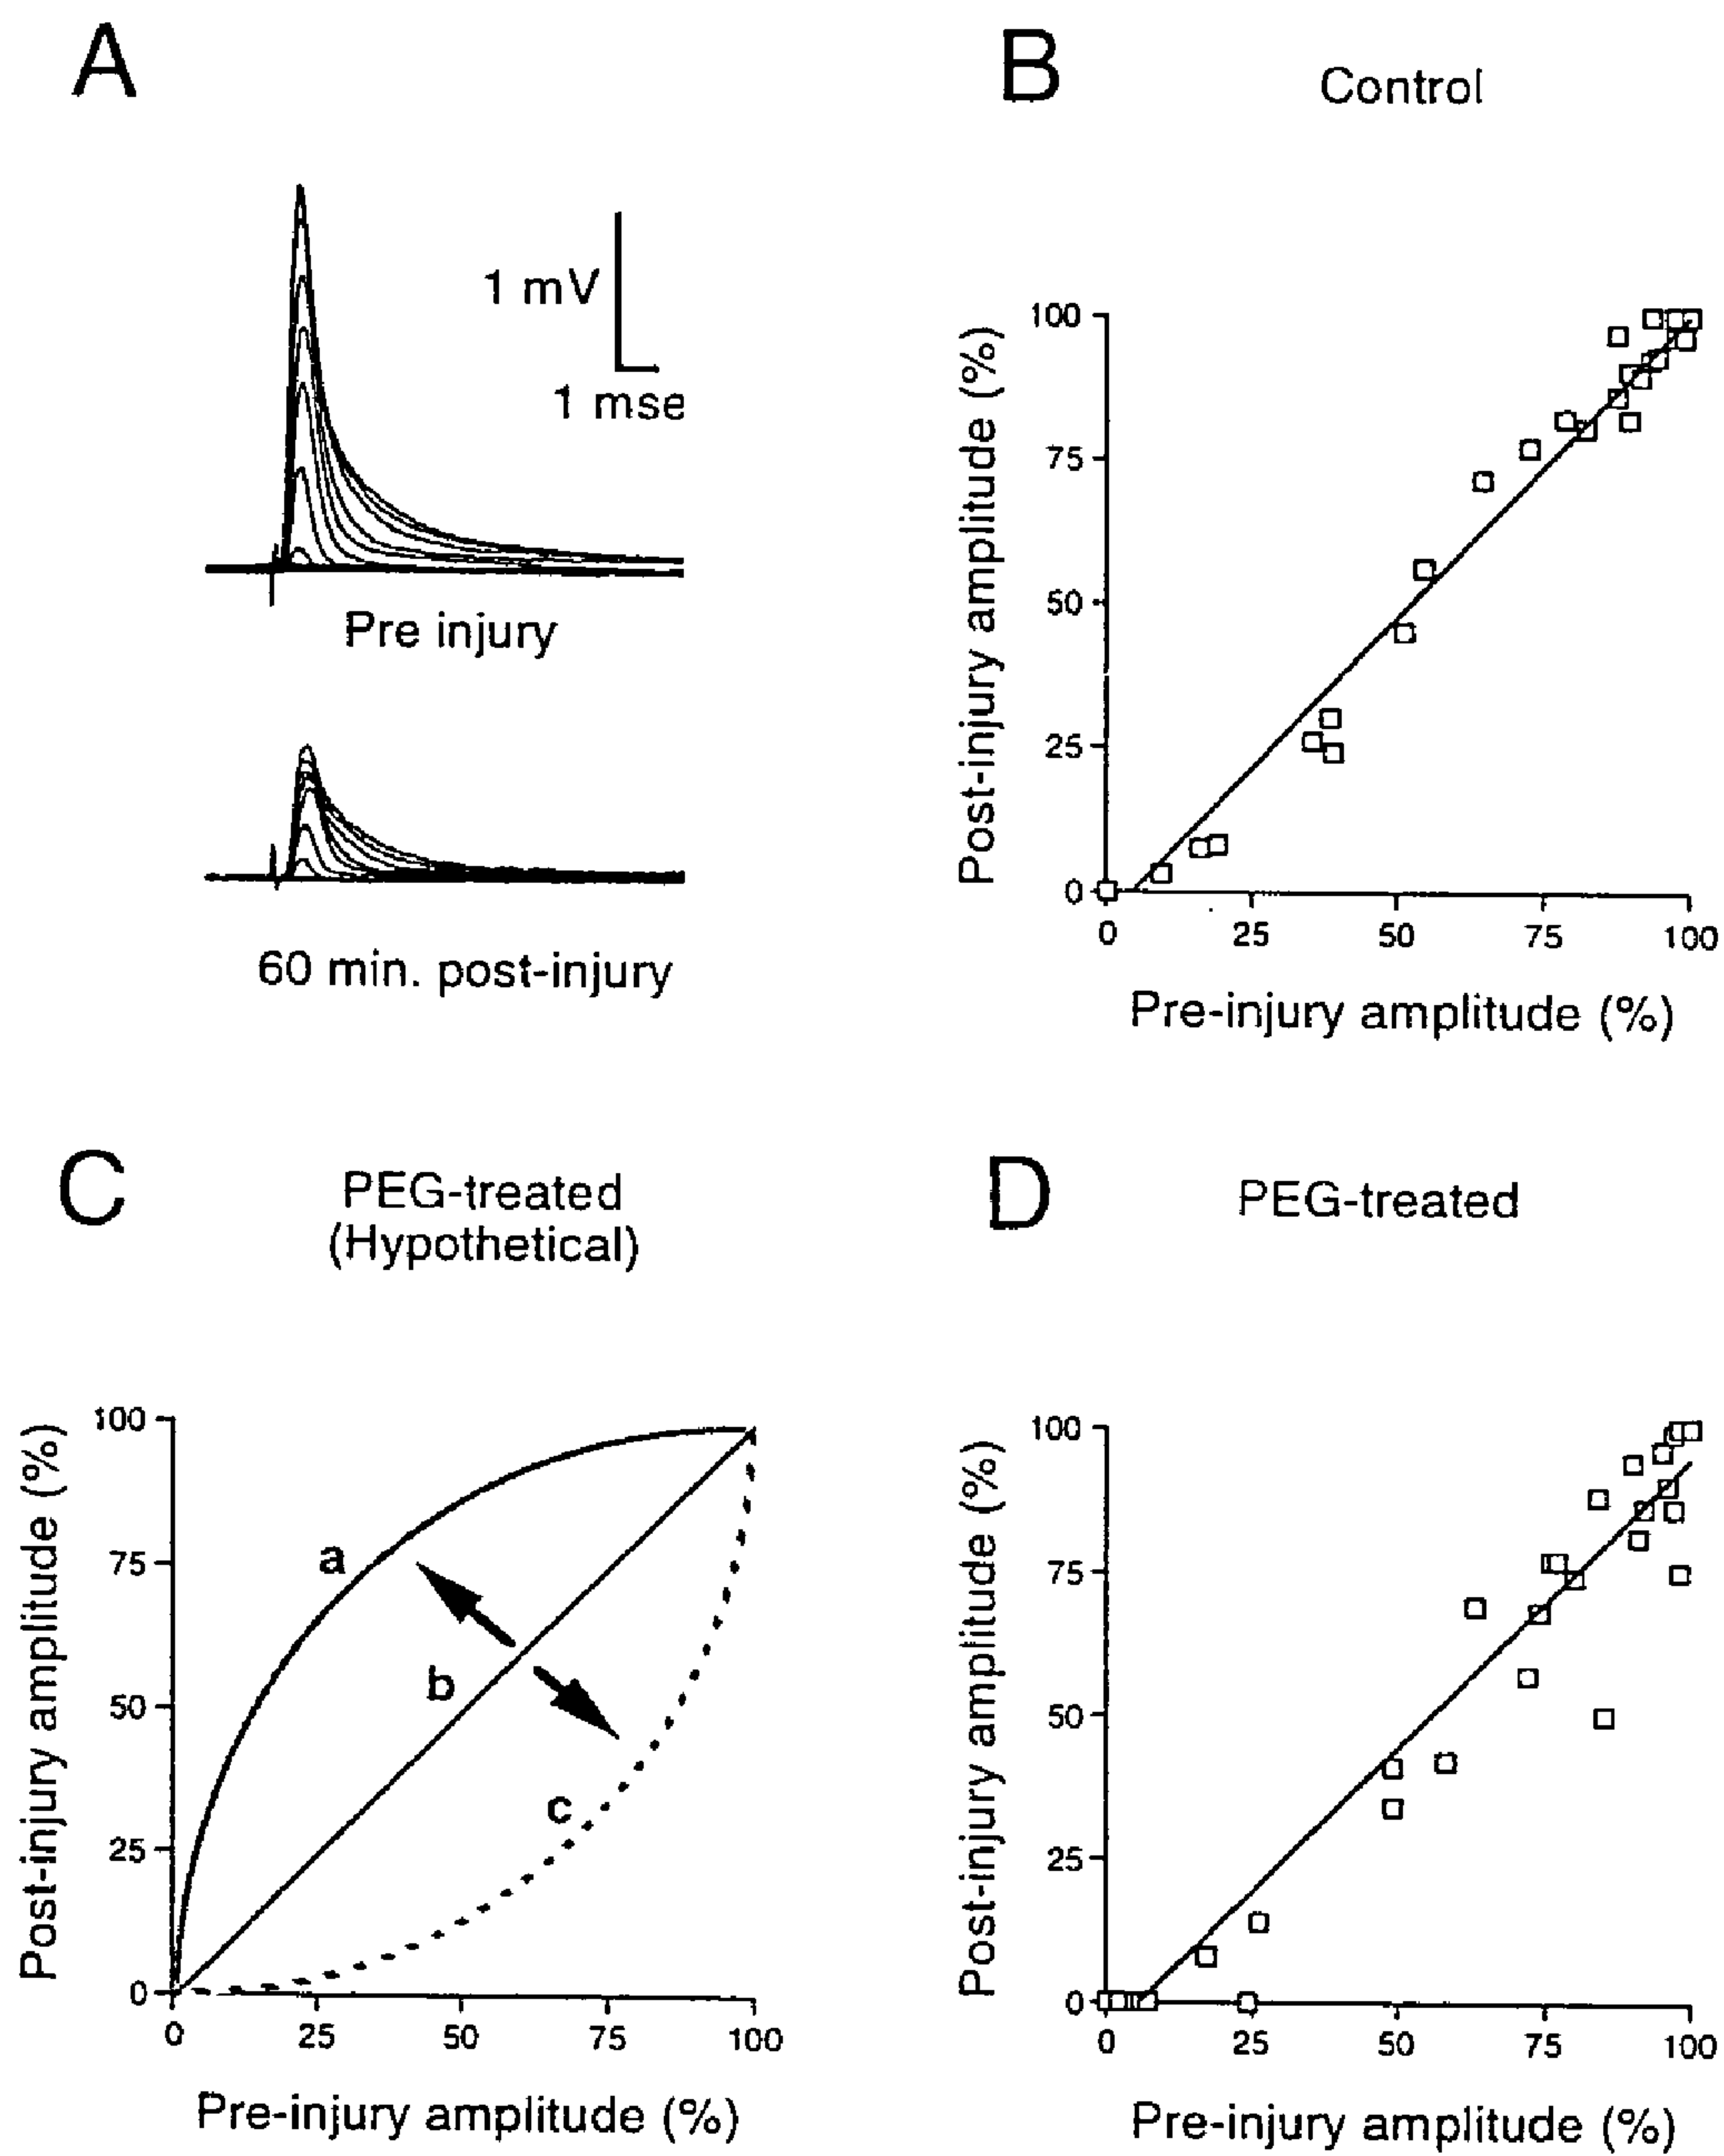 A
1 mV
1 mse
Pre injury
60 min. post-injury
B
Control
Post-injury amplitude (%)
100
75
50
25
0
0 25 50 75 100
Pre-injury amplitude (%)
C
PEG-treated
(Hypothetical)
Post-injury amplitude (%)
100
75
50
25
0
a
b
c
0 25 50 75 100
Pre-injury amplitude (%)
D
PEG-treated
Post-injury amplitude (%)
100
75
50
25
0
0 25 50 75 100
Pre-injury amplitude (%)